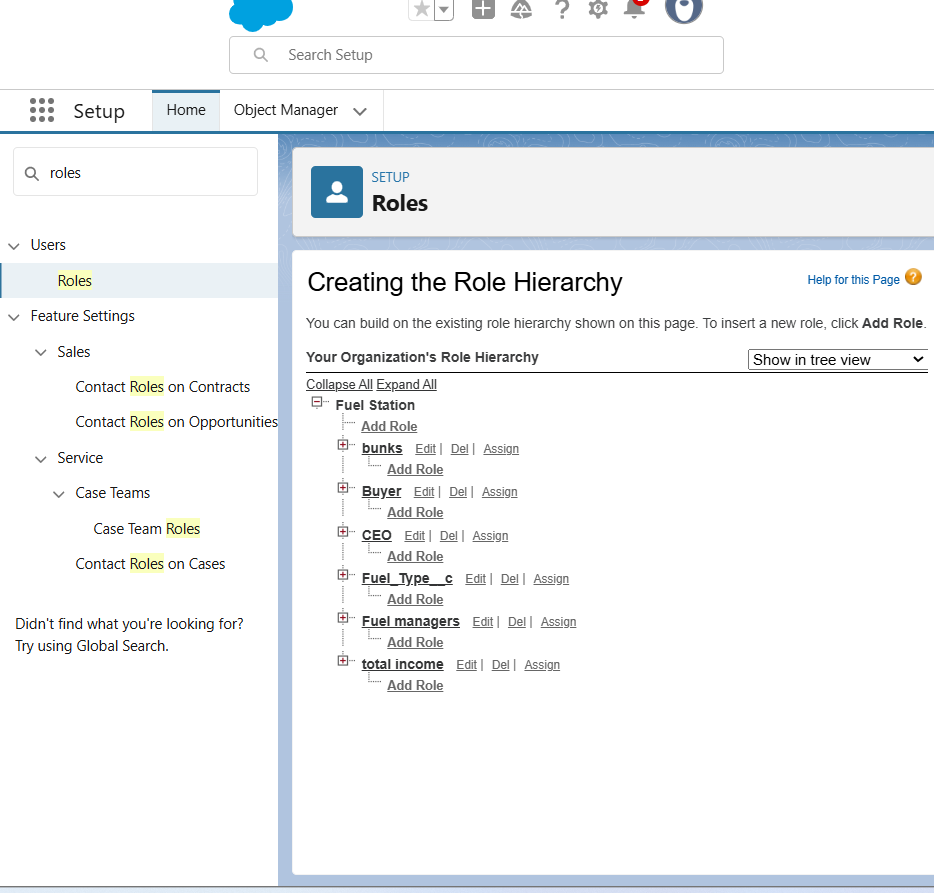 Search Setup
Setup
Home
Object Manager
roles
Users
Roles
Feature Settings
Sales
Contact Roles on Contracts
Contact Roles on Opportunities
Service
Case Teams
Case Team Roles
Contact Roles on Cases
Didn't find what you're looking for?
Try using Global Search.
SETUP
Roles
Creating the Role Hierarchy
Help for this Page ?
You can build on the existing role hierarchy shown on this page. To insert a new role, click Add Role.
Your Organization's Role Hierarchy
Show in tree view
Collapse All Expand All
Fuel Station
Add Role
bunks Edit | Del | Assign
Add Role
Buyer Edit | Del | Assign
Add Role
CEO Edit | Del | Assign
Add Role
Fuel_Type__c Edit | Del | Assign
Add Role
Fuel managers Edit | Del | Assign
Add Role
total income Edit | Del | Assign
Add Role